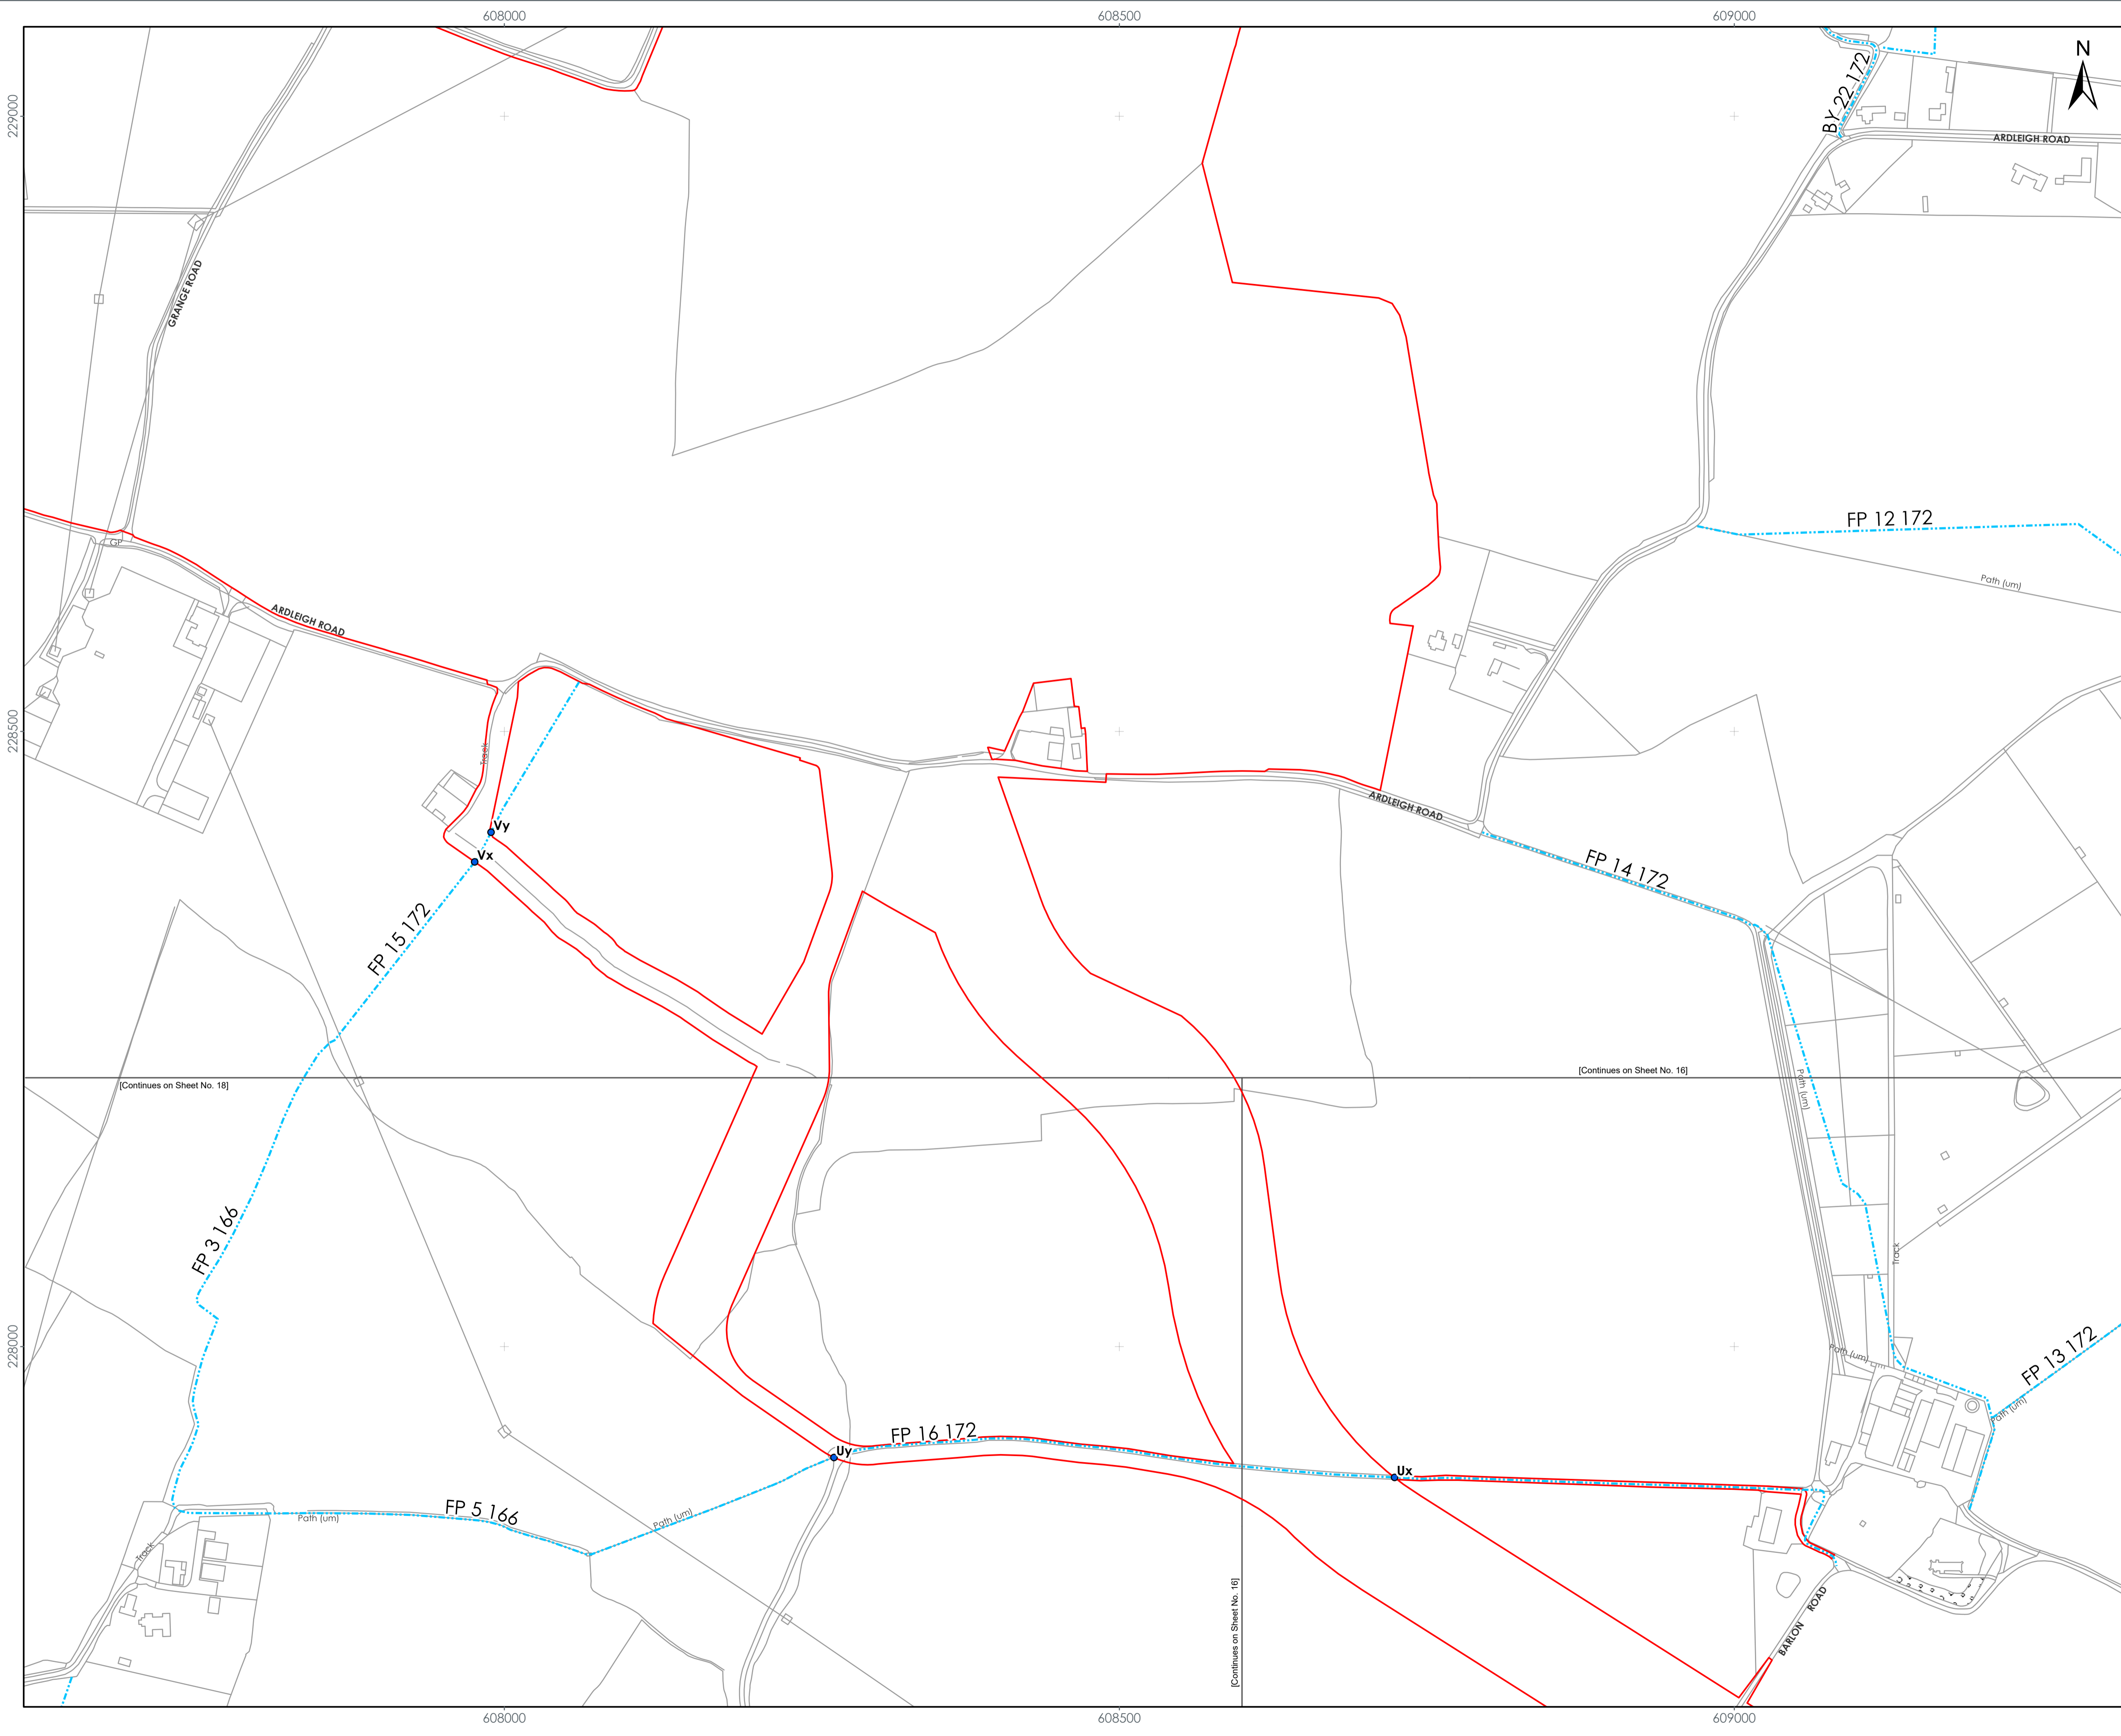 608000
608500
609000
N
229000
BY 22 172
ARDLEIGH ROAD
GRANGE ROAD
FP 12 172
GP
Path (um)
ARDLEIGH ROAD
228500
Track
ARDLEIGH ROAD
Vy
Vx
FP 14 172
FP 15 172
[Continues on Sheet No. 18]
[Continues on Sheet No. 16]
Path (um)
FP 3 166
Track
228000
Path (um)
FP 13 172
Path (um)
FP 16 172
Uy
Ux
FP 5 166
Path (um)
Path (um)
Track
[Continues on Sheet No. 16]
BARLON ROAD
608000
608500
609000